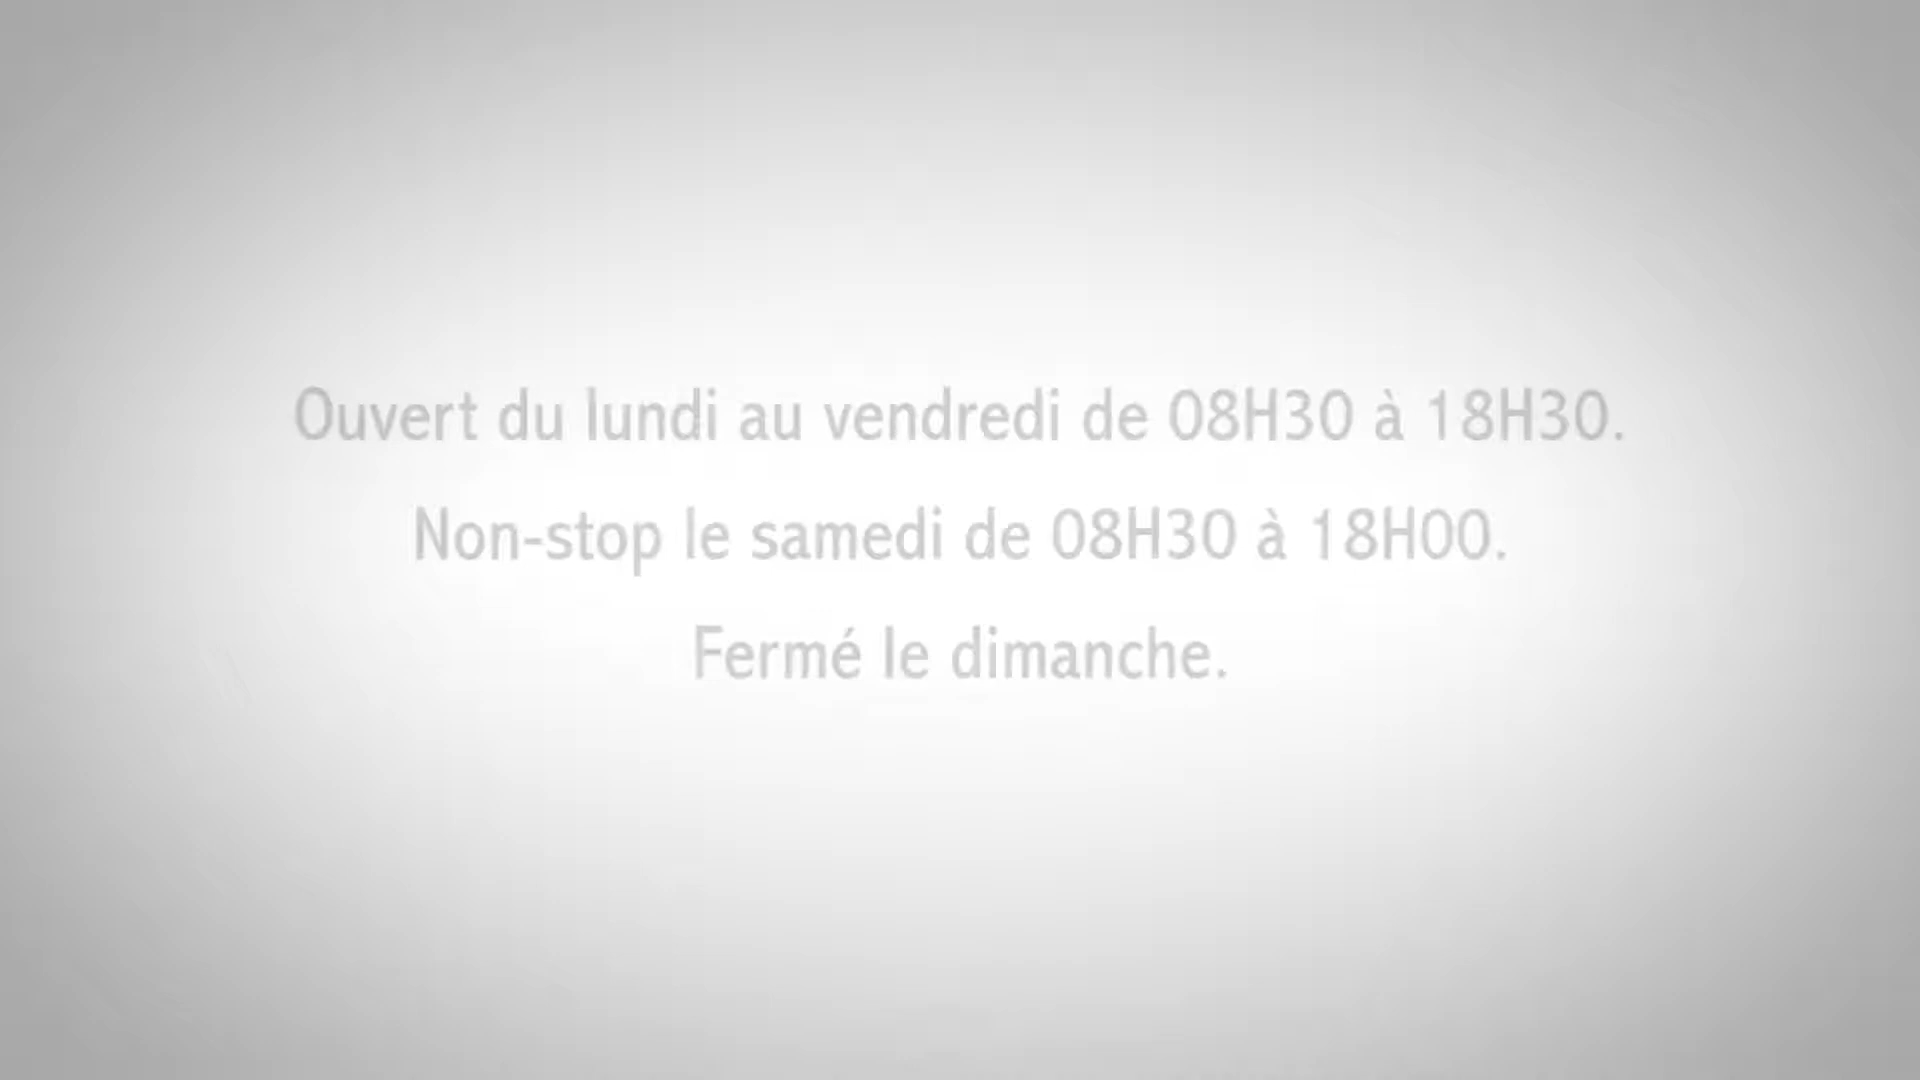 Ouvert du lundi au vendredi de 08H30 à 18H30.
Non-stop le samedi de 08H30 à 18H00.
Fermé le dimanche.